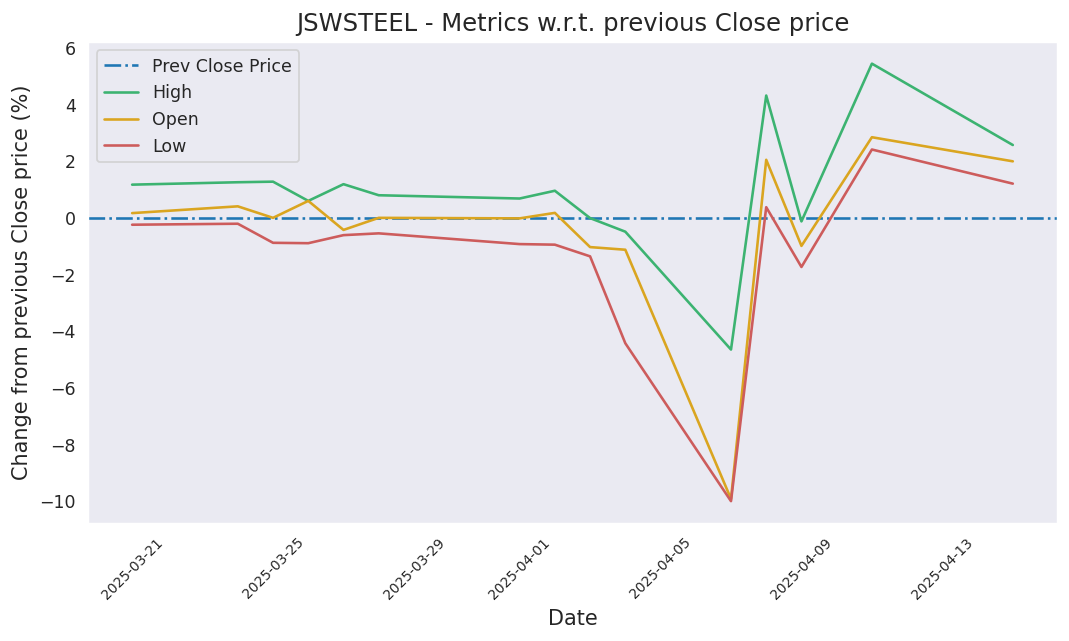 JSWSTEEL - Metrics w.r.t. previous Close price
Change from previous Close price (%)
6
4
2
0
−2
−4
−6
−8
−10
Prev Close Price
High
Open
Low
2025-03-21
2025-03-25
2025-03-29
2025-04-01
2025-04-05
2025-04-09
2025-04-13
Date